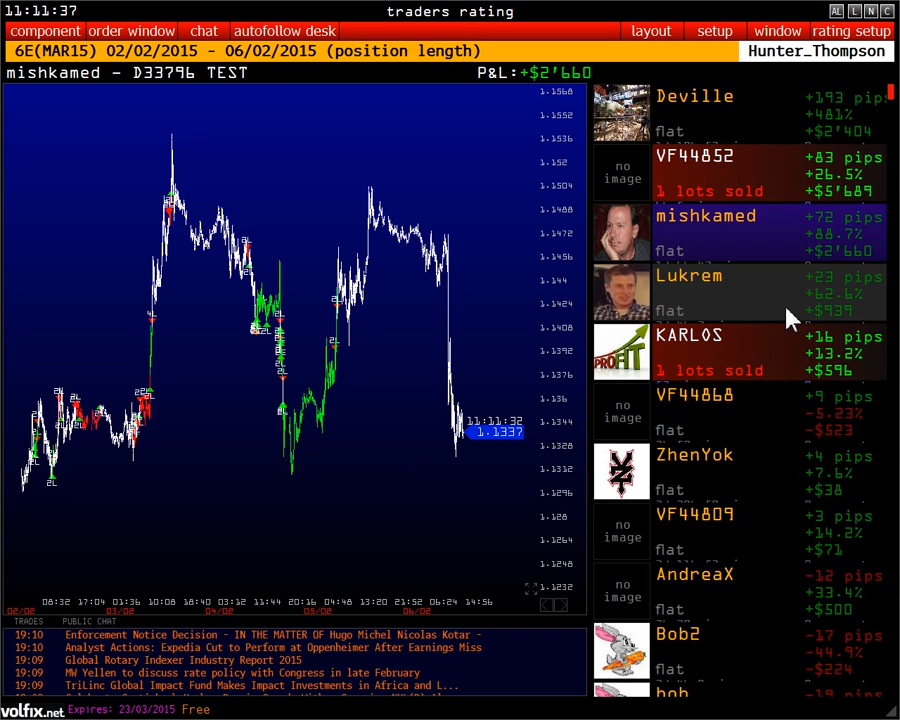 11:11:37
traders rating
AL L N C
component order window chat autofollow desk layout setup window rating setup
6E(MAR15) 02/02/2015 - 06/02/2015 (position length)
Hunter_Thompson
mishkamed - D33796 TEST
P&L:+$2'660
1.1568
1.1552
1.1536
1.152
1.1504
1.1488
1.1472
1.1456
1.144
1.1424
1.1408
1.1392
1.1376
1.136
1.1344
1.1328
1.1312
1.1296
1.128
1.1264
1.1248
1.1232
11:11:32
1.1337
08:32 17:04 01:36 10:08 18:40 03:12 11:44 20:16 04:48 13:20 21:52 06:24 14:56
02/02 03/02 04/02 05/02 06/02
Deville
+193 pips
+481%
flat
+$2'404
no image
VF44852
+83 pips
+26.5%
1 lots sold
+$5'689
mishkamed
+72 pips
+88.7%
flat
+$2'660
Lukrem
+23 pips
+62.6%
flat
+$939
PROFIT
KARLOS
+16 pips
+13.2%
1 lots sold
+$596
no image
VF44868
+9 pips
-5.23%
flat
-$523
ZhenYok
+4 pips
+7.6%
flat
+$38
no image
VF44809
+3 pips
+14.2%
flat
+$71
no image
AndreaX
-12 pips
+33.4%
flat
+$500
Bob2
-17 pips
-44.9%
flat
-$224
bob
-19 pips
TRADES PUBLIC CHAT
19:10 Enforcement Notice Decision - IN THE MATTER OF Hugo Michel Nicolas Kotar -
19:10 Analyst Actions: Expedia Cut to Perform at Oppenheimer After Earnings Miss
19:09 Global Rotary Indexer Industry Report 2015
19:09 MW Yellen to discuss rate policy with Congress in late February
19:09 TriLinc Global Impact Fund Makes Impact Investments in Africa and L...
volfix.net Expires: 23/03/2015 Free